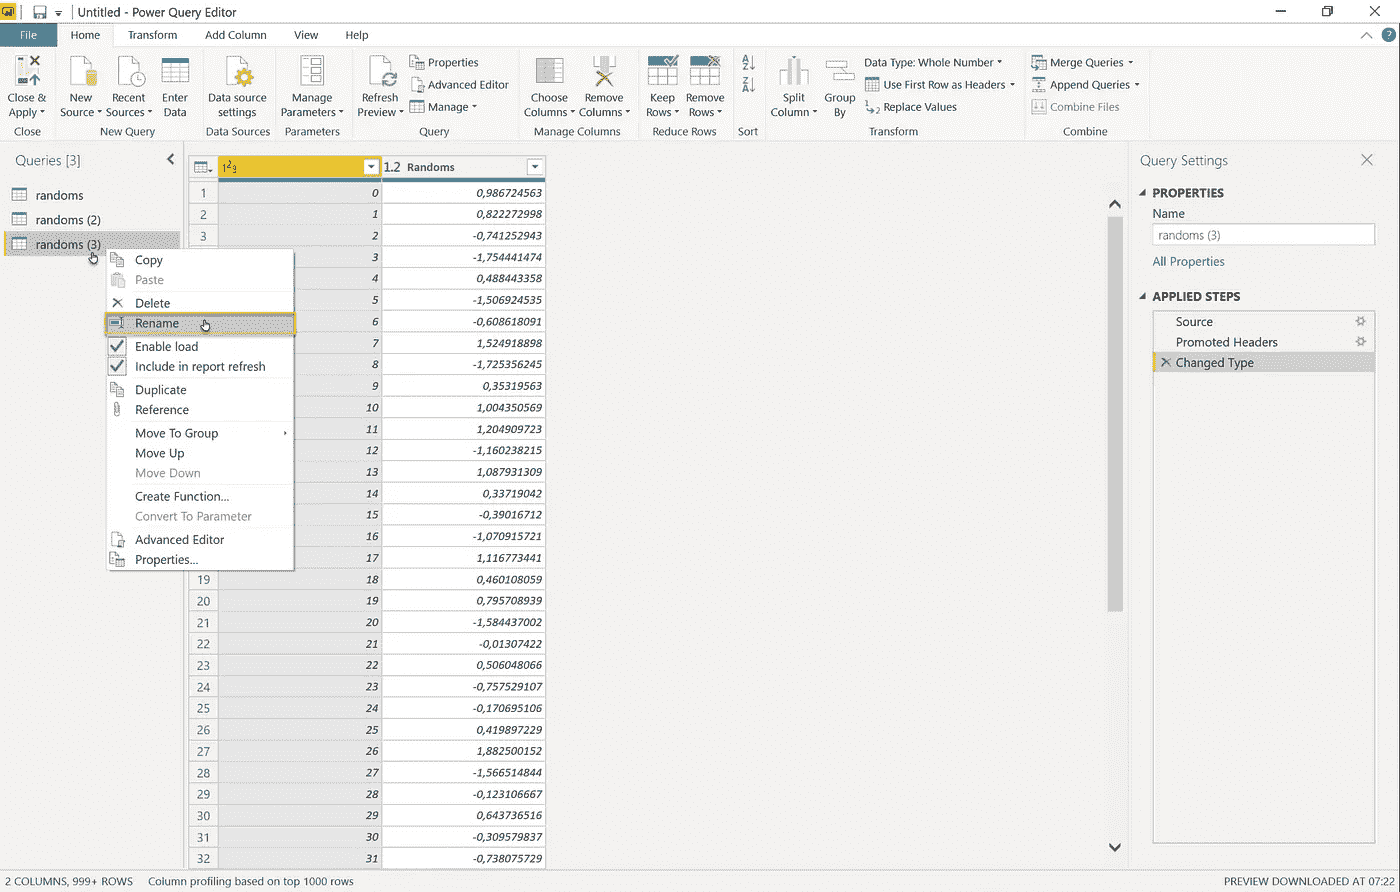 Untitled - Power Query Editor
File Home Transform Add Column View Help
Close & Apply
Close
New Source
Recent Sources
Enter Data
New Query
Data source settings
Data Sources
Manage Parameters
Parameters
Refresh Preview
Properties
Advanced Editor
Manage
Query
Choose Columns
Remove Columns
Manage Columns
Keep Rows
Remove Rows
Reduce Rows
Sort
Split Column
Group By
Data Type: Whole Number
Use First Row as Headers
Replace Values
Transform
Merge Queries
Append Queries
Combine Files
Combine
Queries [3]
randoms
randoms (2)
randoms (3)
Copy
Paste
Delete
Rename
Enable load
Include in report refresh
Duplicate
Reference
Move To Group
Move Up
Move Down
Create Function...
Convert To Parameter
Advanced Editor
Properties...
1.2 Randoms
1 0 0,986724563
2 1 0,822272998
3 2 -0,741252943
3 -1,754441474
4 0,488443358
5 -1,506924535
6 -0,608618091
7 1,524918898
8 -1,725356245
9 0,35319563
10 1,004350569
11 1,204909723
12 -1,160238215
13 1,087931309
14 0,33719042
15 -0,39016712
16 -1,070915721
17 1,116773441
19 18 0,460108059
20 19 0,795708939
21 20 -1,584437002
22 21 -0,01307422
23 22 0,506048066
24 23 -0,757529107
25 24 -0,170695106
26 25 0,419897229
27 26 1,882500152
28 27 -1,566514844
29 28 -0,123106667
30 29 0,643736516
31 30 -0,309579837
32 31 -0,738075729
Query Settings
PROPERTIES
Name
randoms (3)
All Properties
APPLIED STEPS
Source
Promoted Headers
Changed Type
2 COLUMNS, 999+ ROWS Column profiling based on top 1000 rows
PREVIEW DOWNLOADED AT 07:22